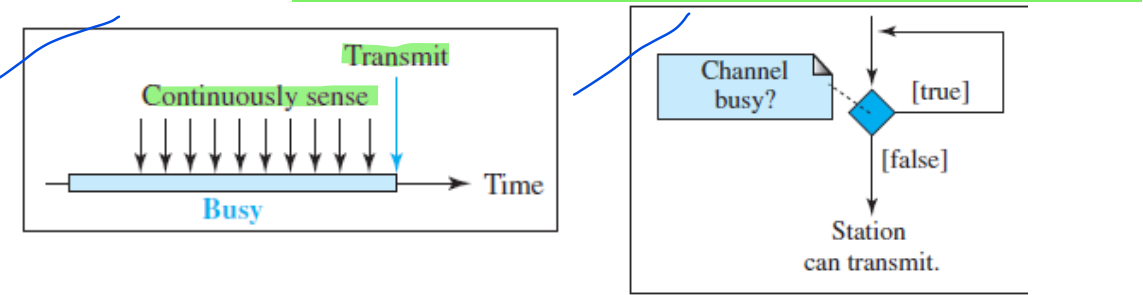 Transmit
Continuously sense
Time
Busy
Channel
busy?
[true]
[false]
Station
can transmit.